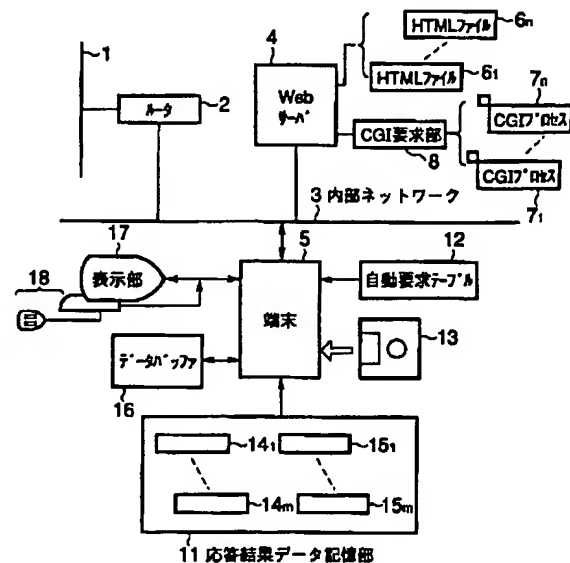 1
ルータ
2
4
Web
サーバ
HTMLファイル
6n
HTMLファイル
6₁
CGI要求部
8
7n
CGIプロセス
CGIプロセス
7₁
3 内部ネットワーク
17
表示部
18
5
端末
12
自動要求テーブル
13
データバッファ
16
14₁
15₁
14m
15m
11 応答結果データ記憶部